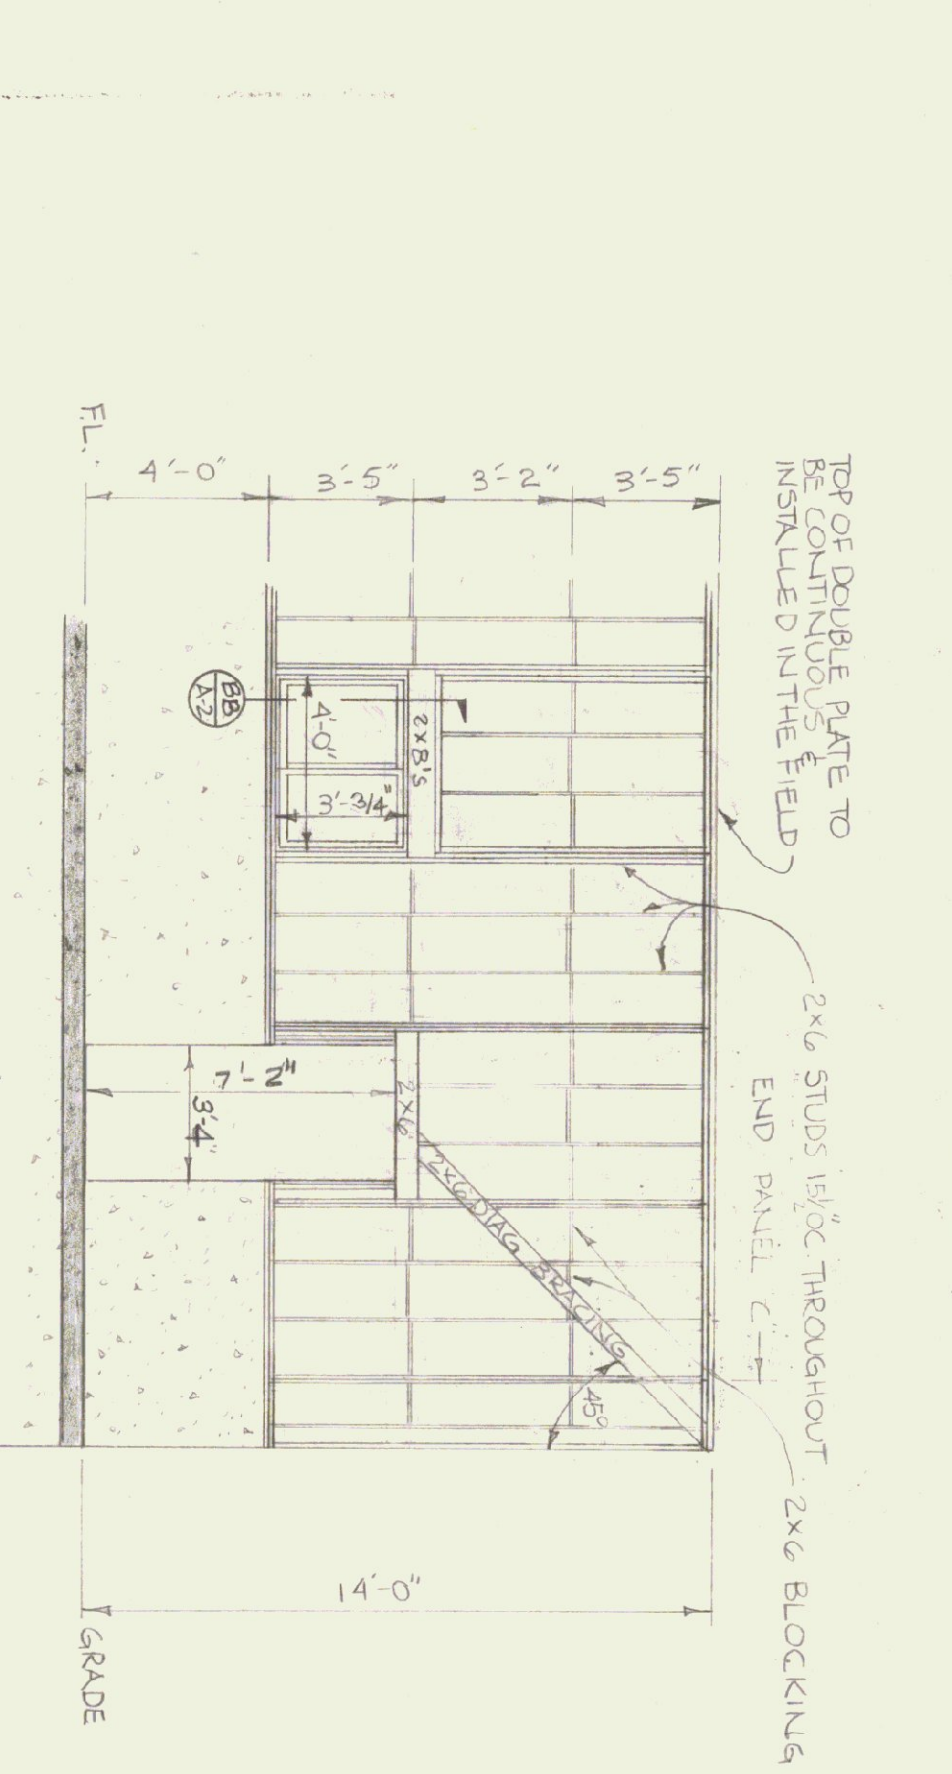 TOP OF DOUBLE PLATE TO
BE CONTINUOUS &
INSTALLED IN THE FIELD
2x6 STUDS 15½" OC. THROUGHOUT
END PANEL "C"
2x6 BLOCKING
3'-5"
3'-2"
3'-5"
4'-0"
F.L.
2x8's
4'-0"
3'-3/4"
BB
A-2
2x6
7'-2"
3'-4"
2x6 DIAG BRACING
45°
14'-0"
GRADE